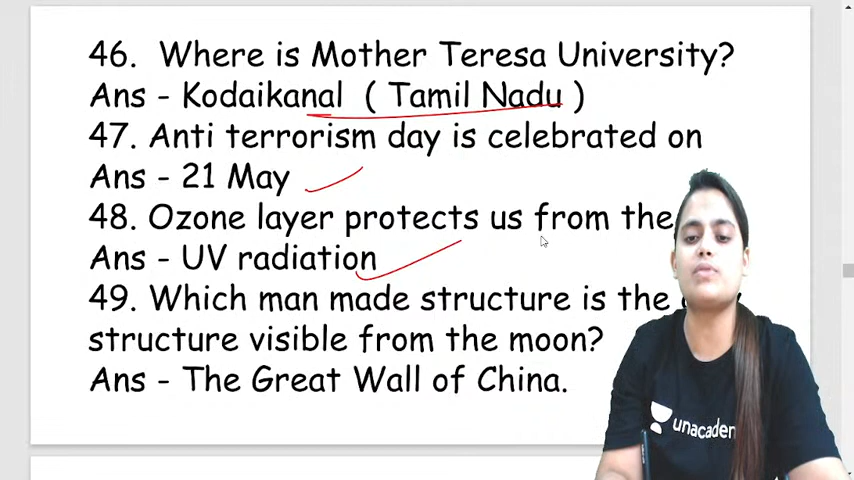 46. Where is Mother Teresa University?
Ans - Kodaikanal ( Tamil Nadu )
47. Anti terrorism day is celebrated on
Ans - 21 May
48. Ozone layer protects us from the
Ans - UV radiation
49. Which man made structure is the
structure visible from the moon?
Ans - The Great Wall of China.
unacadem